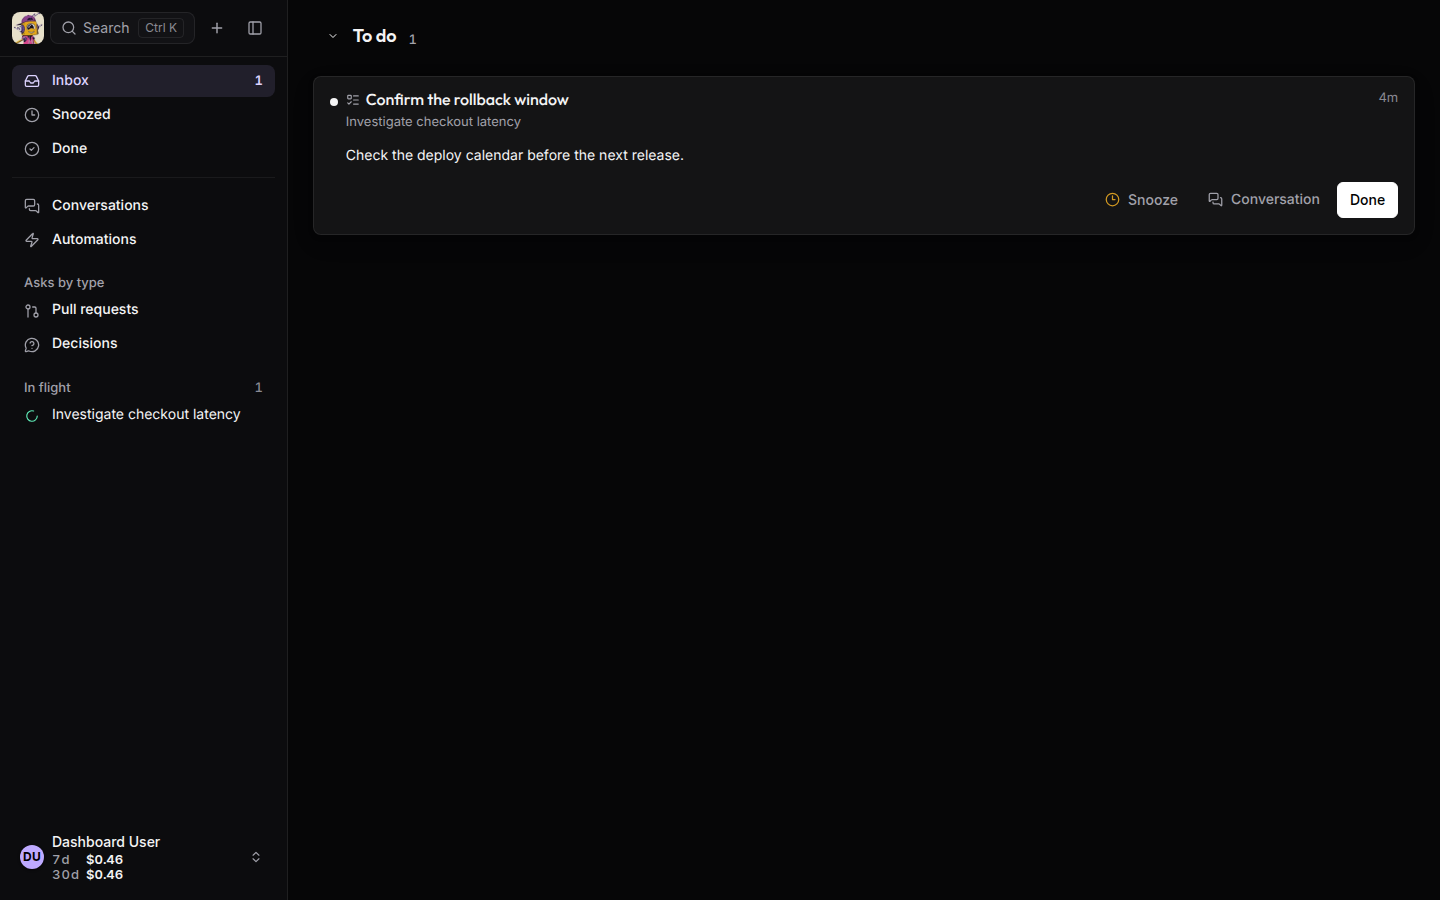 Search Ctrl K
Inbox 1
Snoozed
Done
Conversations
Automations
Asks by type
Pull requests
Decisions
In flight 1
Investigate checkout latency
DU
Dashboard User
7d $0.46
30d $0.46
To do 1
Confirm the rollback window 4m
Investigate checkout latency
Check the deploy calendar before the next release.
Snooze Conversation Done